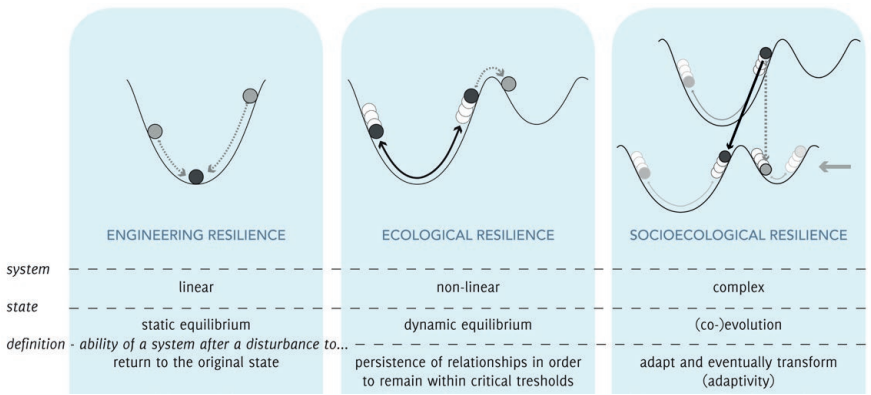 ENGINEERING RESILIENCE
ECOLOGICAL RESILIENCE
SOCIOECOLOGICAL RESILIENCE
system
linear
non-linear
complex
state
static equilibrium
dynamic equilibrium
(co-)evolution
definition - ability of a system after a disturbance to...
return to the original state
persistence of relationships in order
to remain within critical tresholds
adapt and eventually transform
(adaptivity)